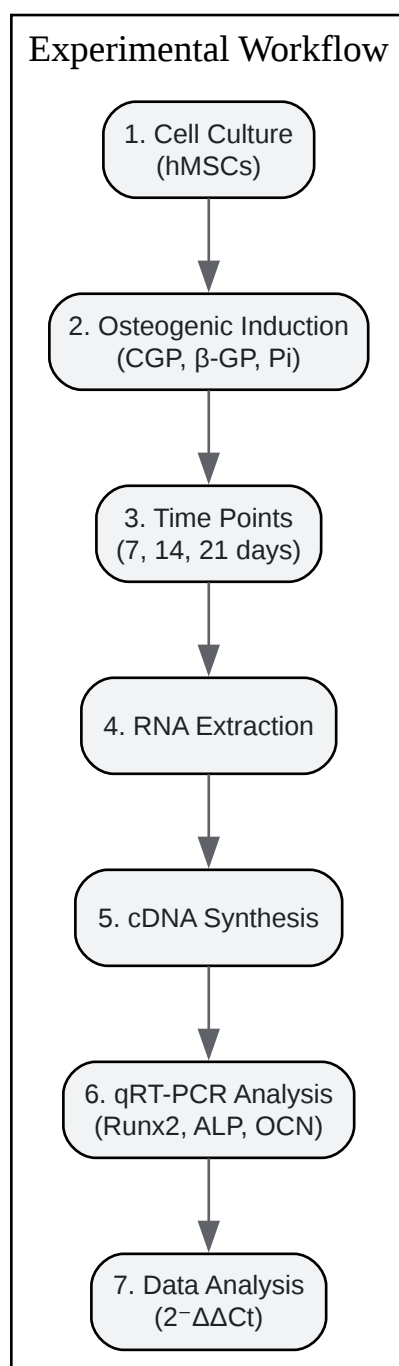 Experimental Workflow
1. Cell Culture
(hMSCs)
2. Osteogenic Induction
(CGP, β-GP, Pi)
3. Time Points
(7, 14, 21 days)
4. RNA Extraction
5. cDNA Synthesis
6. qRT-PCR Analysis
(Runx2, ALP, OCN)
7. Data Analysis
(2⁻ΔΔCt)